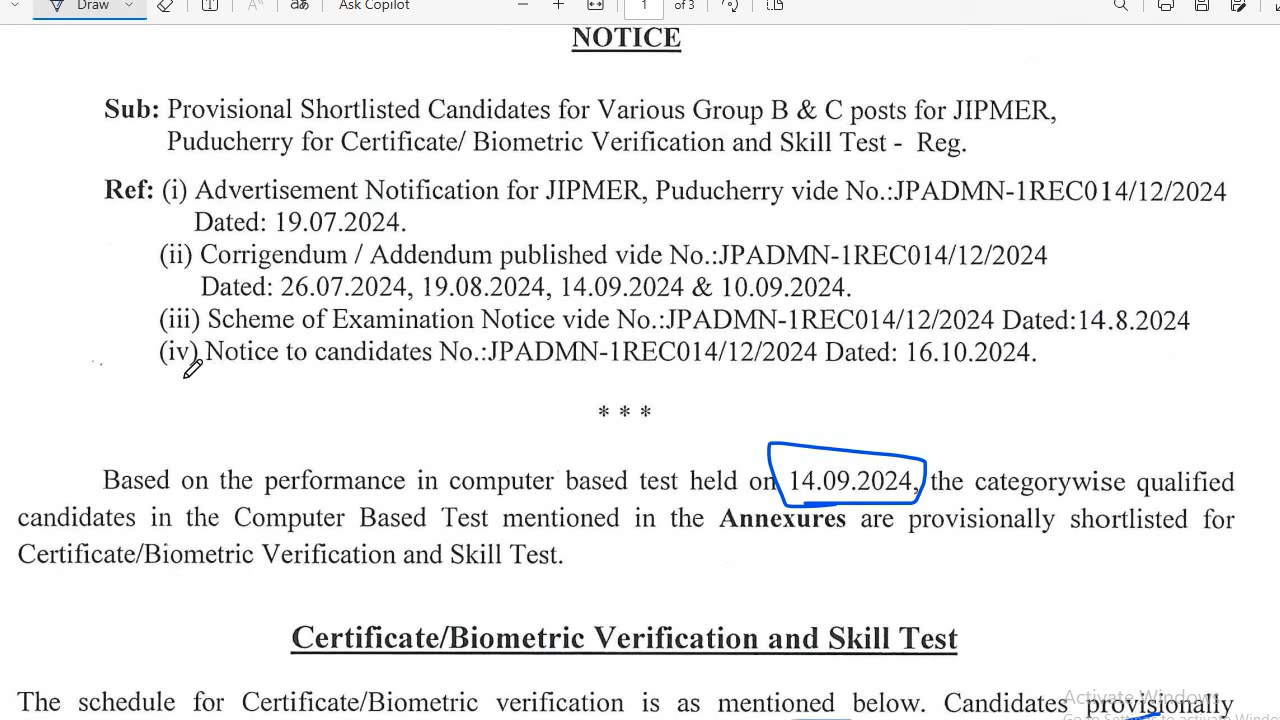 Draw
Ask Copilot
1 of 3
NOTICE
Sub: Provisional Shortlisted Candidates for Various Group B & C posts for JIPMER,
Puducherry for Certificate/ Biometric Verification and Skill Test - Reg.
Ref: (i) Advertisement Notification for JIPMER, Puducherry vide No.:JPADMN-1REC014/12/2024
Dated: 19.07.2024.
(ii) Corrigendum / Addendum published vide No.:JPADMN-1REC014/12/2024
Dated: 26.07.2024, 19.08.2024, 14.09.2024 & 10.09.2024.
(iii) Scheme of Examination Notice vide No.:JPADMN-1REC014/12/2024 Dated:14.8.2024
(iv) Notice to candidates No.:JPADMN-1REC014/12/2024 Dated: 16.10.2024.
* * *
Based on the performance in computer based test held on 14.09.2024, the categorywise qualified
candidates in the Computer Based Test mentioned in the Annexures are provisionally shortlisted for
Certificate/Biometric Verification and Skill Test.
Certificate/Biometric Verification and Skill Test
The schedule for Certificate/Biometric verification is as mentioned below. Candidates provisionally
Activate Windows